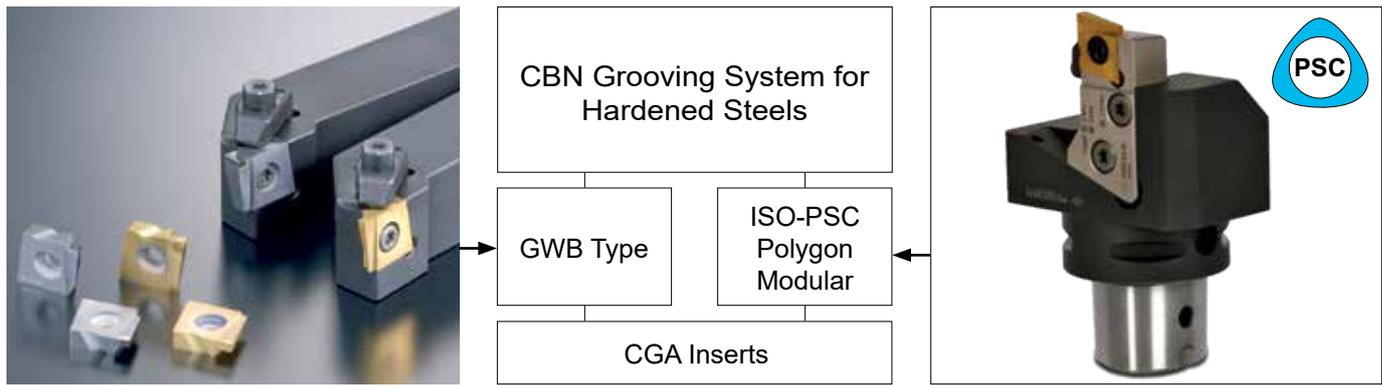 CBN Grooving System for
Hardened Steels
GWB Type
ISO-PSC
Polygon
Modular
CGA Inserts
PSC